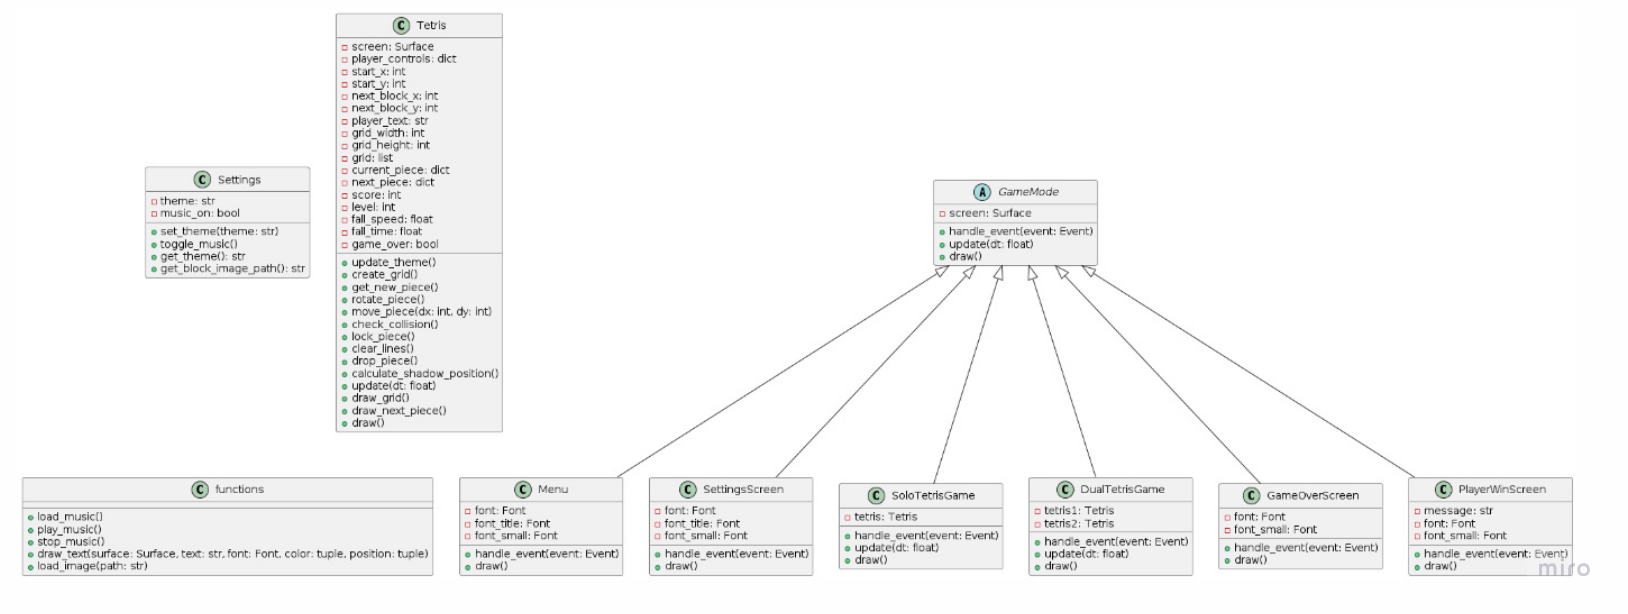 C Tetris
screen: Surface
player_controls: dict
start_x: int
start_y: int
next_block_x: int
next_block_y: int
player_text: str
grid_width: int
grid_height: int
grid: list
current_piece: dict
next_piece: dict
score: int
level: int
fall_speed: float
fall_time: float
game_over: bool
update_theme()
create_grid()
get_new_piece()
rotate_piece()
move_piece(dx: int, dy: int)
check_collision()
lock_piece()
clear_lines()
drop_piece()
calculate_shadow_position()
update(dt: float)
draw_grid()
draw_next_piece()
draw()
C Settings
theme: str
music_on: bool
set_theme(theme: str)
toggle_music()
get_theme(): str
get_block_image_path(): str
A GameMode
screen: Surface
handle_event(event: Event)
update(dt: float)
draw()
C functions
load_music()
play_music()
stop_music()
draw_text(surface: Surface, text: str, font: Font, color: tuple, position: tuple)
load_image(path: str)
C Menu
font: Font
font_title: Font
font_small: Font
handle_event(event: Event)
draw()
C SettingsScreen
font: Font
font_title: Font
font_small: Font
handle_event(event: Event)
draw()
C SoloTetrisGame
tetris: Tetris
handle_event(event: Event)
update(dt: float)
draw()
C DualTetrisGame
tetris1: Tetris
tetris2: Tetris
handle_event(event: Event)
update(dt: float)
draw()
C GameOverScreen
font: Font
font_small: Font
handle_event(event: Event)
draw()
C PlayerWinScreen
message: str
font: Font
font_small: Font
handle_event(event: Event)
draw()
miro